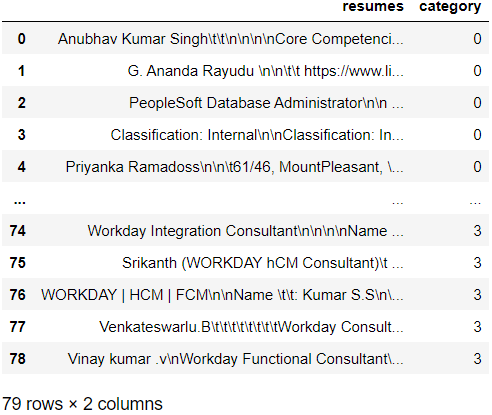 resumes category
0 Anubhav Kumar Singh\t\t\n\n\n\nCore Competenci... 0
1 G. Ananda Rayudu \n\n\t\t https://www.li... 0
2 PeopleSoft Database Administrator\n\n ... 0
3 Classification: Internal\n\nClassification: In... 0
4 Priyanka Ramadoss\n\n\t61/46, MountPleasant, \... 0
... ... ...
74 Workday Integration Consultant\n\n\n\nName ... 3
75 Srikanth (WORKDAY hCM Consultant)\t ... 3
76 WORKDAY | HCM | FCM\n\nName \t\t: Kumar S.S\n\... 3
77 Venkateswarlu.B\t\t\t\t\t\t\t\tWorkday Consult... 3
78 Vinay kumar .v\nWorkday Functional Consultant\... 3
79 rows × 2 columns